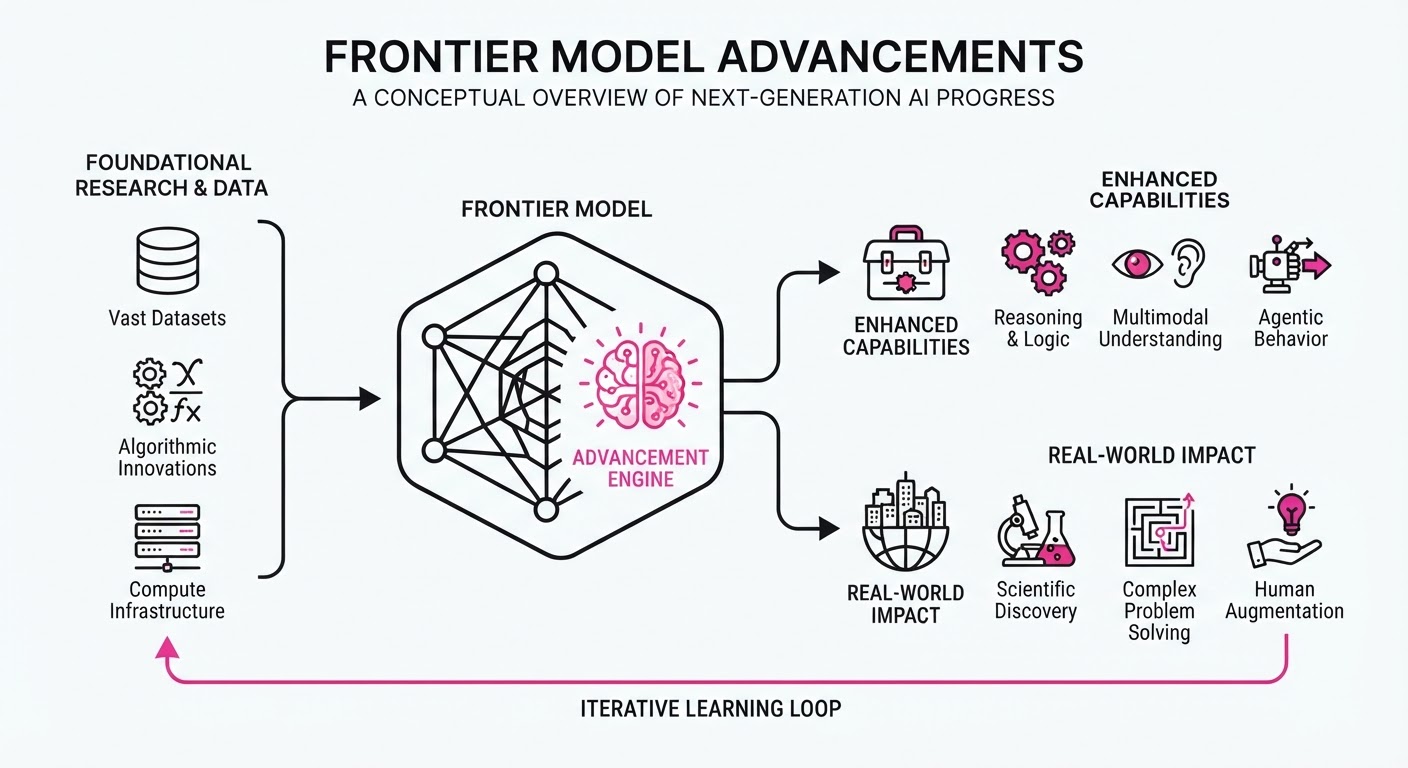 FRONTIER MODEL ADVANCEMENTS
A CONCEPTUAL OVERVIEW OF NEXT-GENERATION AI PROGRESS
FOUNDATIONAL
RESEARCH & DATA
Vast Datasets
X
fx
Algorithmic
Innovations
Compute
Infrastructure
FRONTIER MODEL
ADVANCEMENT
ENGINE
ENHANCED
CAPABILITIES
ENHANCED
CAPABILITIES
Reasoning
& Logic
Multimodal
Understanding
Agentic
Behavior
REAL-WORLD IMPACT
REAL-WORLD
IMPACT
Scientific
Discovery
Complex
Problem
Solving
Human
Augmentation
ITERATIVE LEARNING LOOP